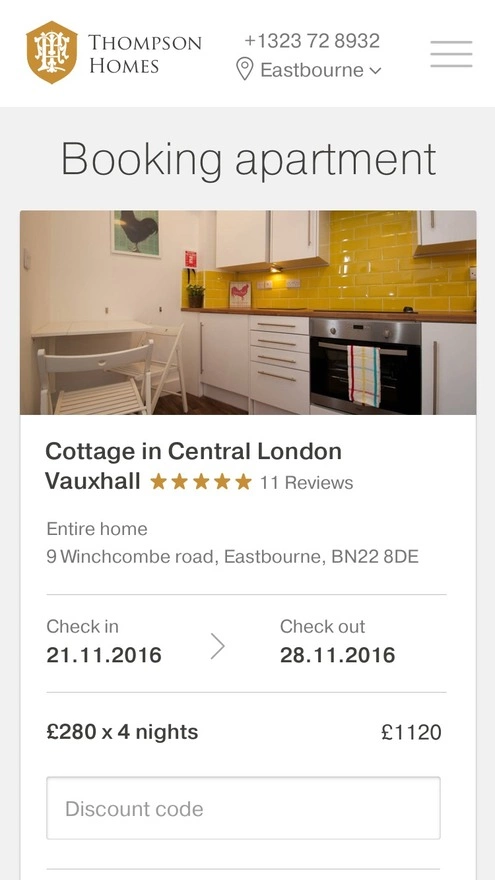 THOMPSON
HOMES
+1323 72 8932
Eastbourne
Booking apartment
Cottage in Central London
Vauxhall 11 Reviews
Entire home
9 Winchcombe road, Eastbourne, BN22 8DE
Check in
Check out
21.11.2016
28.11.2016
£280 x 4 nights
£1120
Discount code